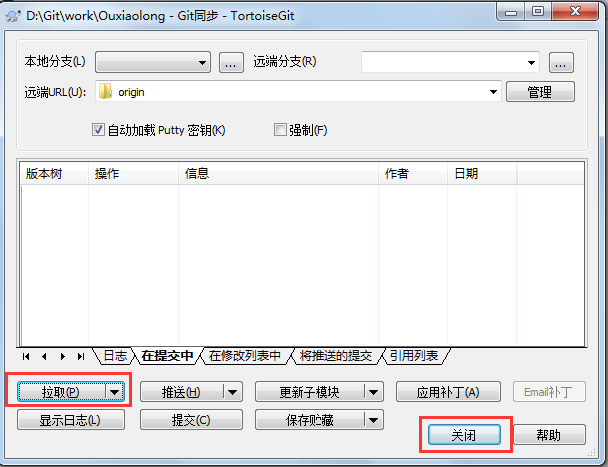 D:\Git\work\Ouxiaolong - Git同步 - TortoiseGit
本地分支(L) ... 远端分支(R) ...
远端URL(U): origin 管理
自动加载 Putty 密钥(K) 强制(F)
版本树 操作 信息 作者 日期
日志 在提交中 在修改列表中 将推送的提交 引用列表
拉取(P) 推送(H) 更新子模块 应用补丁(A) Email补丁
显示日志(L) 提交(C) 保存贮藏 关闭 帮助